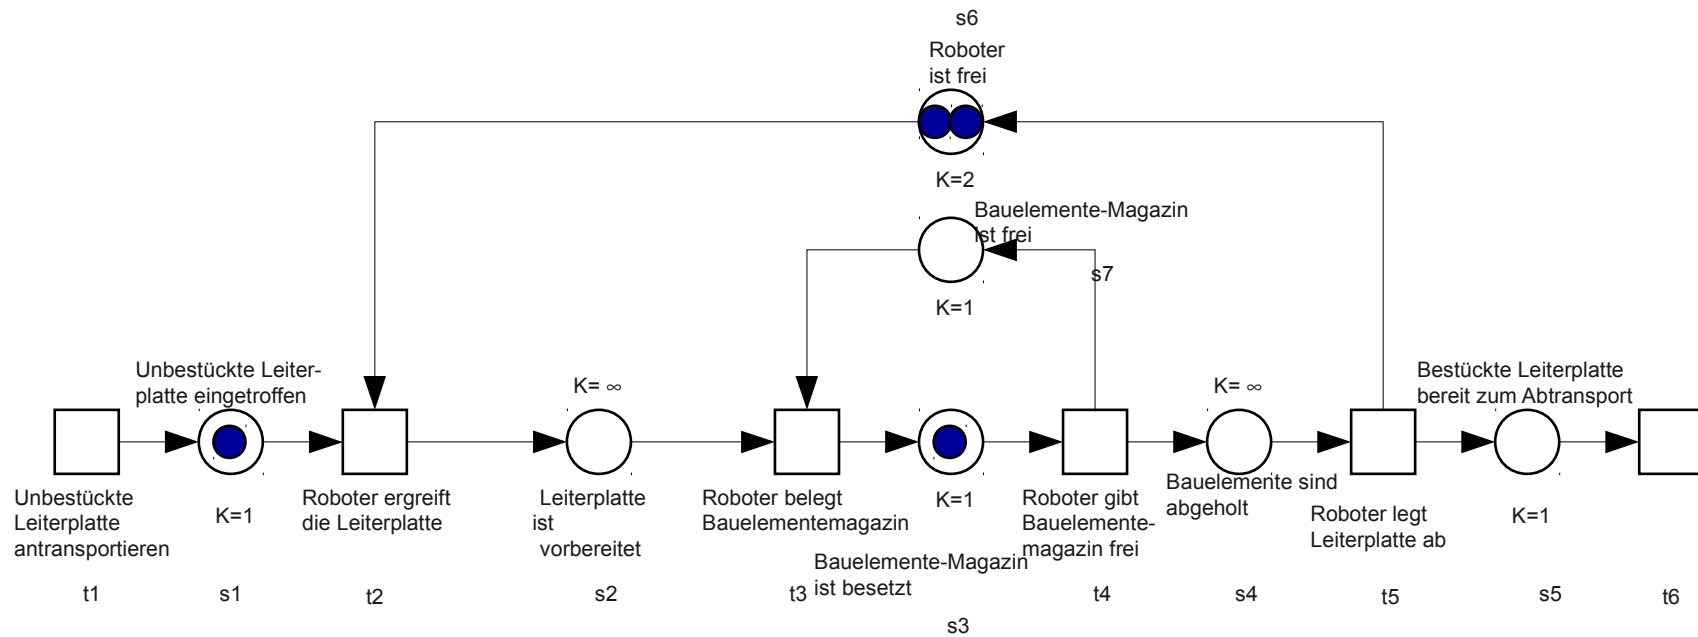 s6
Roboter
ist frei
K=2
Bauelemente-Magazin
ist frei
s7
K=1
Unbestückte Leiter-
platte eingetroffen
K= ∞
K= ∞
Bestückte Leiterplatte
bereit zum Abtransport
Unbestückte
Leiterplatte
antransportieren
K=1
Roboter ergreift
die Leiterplatte
Leiterplatte
ist
vorbereitet
Roboter belegt
Bauelementemagazin
K=1
Bauelemente-Magazin
ist besetzt
Roboter gibt
Bauelemente-
magazin frei
Bauelemente sind
abgeholt
Roboter legt
Leiterplatte ab
K=1
t1
s1
t2
s2
t3
s3
t4
s4
t5
s5
t6